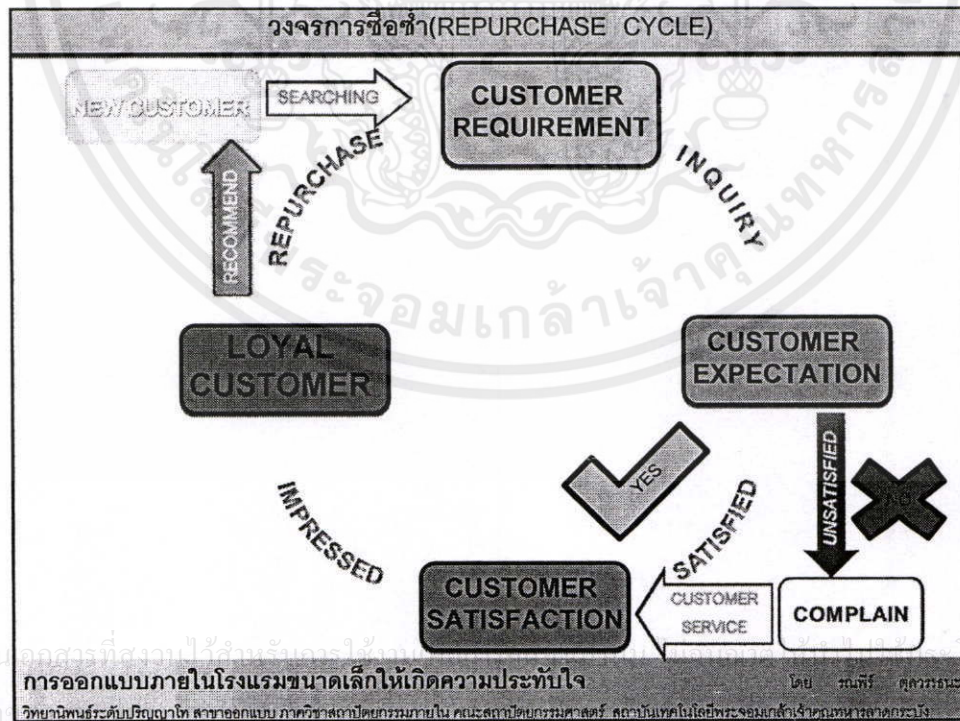 วงจรการซื้อซ้ำ(REPURCHASE CYCLE)
NEW CUSTOMER
SEARCHING
CUSTOMER
REQUIREMENT
REPURCHASE
RECOMMEND
INQUIRY
LOYAL
CUSTOMER
CUSTOMER
EXPECTATION
YES
UNSATISFIED
SATISFIED
IMPRESSED
CUSTOMER
SATISFACTION
CUSTOMER
SERVICE
COMPLAIN
การออกแบบภายในโรงแรมขนาดเล็กให้เกิดความประทับใจ
โดย รณพีร์
วิทยานิพนธ์ระดับปริญญาโท สาขาออกแบบ ภาควิชาสถาปัตยกรรมภายใน คณะสถาปัตยกรรมศาสตร์ สถาบันเทคโนโลยีพระจอมเกล้าเจ้าคุณทหารลาดกระบัง